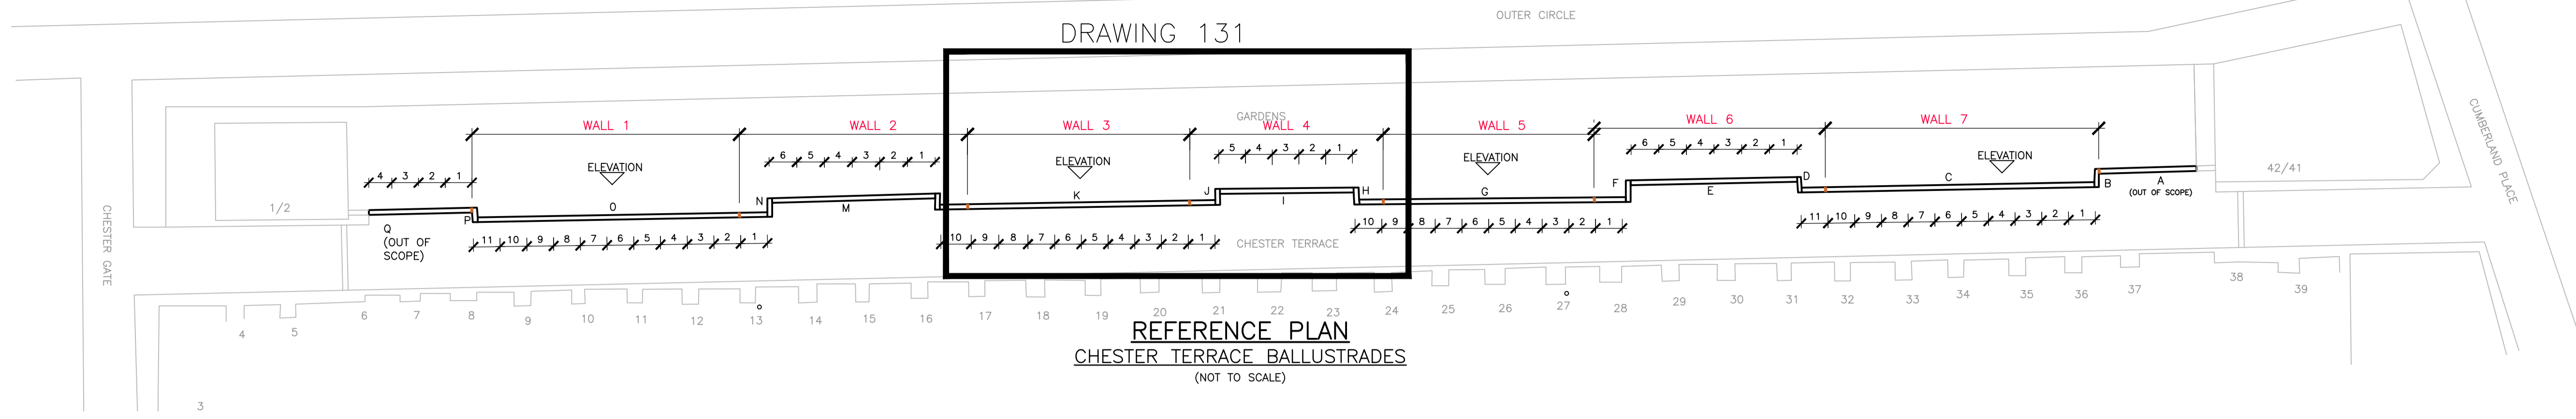 OUTER CIRCLE
DRAWING 131
GARDENS
WALL 1
WALL 2
WALL 3
WALL 4
WALL 5
WALL 6
WALL 7
6 5 4 3 2 1
5 4 3 2 1
6 5 4 3 2 1
ELEVATION
ELEVATION
ELEVATION
ELEVATION
4 3 2 1
1/2
42/41
CUMBERLAND PLACE
CHESTER GATE
Q
(OUT OF
SCOPE)
P
O
N
M
K
J
I
H
G
F
E
D
C
B
A
(OUT OF SCOPE)
11 10 9 8 7 6 5 4 3 2 1
10 9 8 7 6 5 4 3 2 1
10 9 8 7 6 5 4 3 2 1
11 10 9 8 7 6 5 4 3 2 1
CHESTER TERRACE
3
4
5
6
7
8
9
10
11
12
13
14
15
16
17
18
19
20
21
22
23
24
25
26
27
28
29
30
31
32
33
34
35
36
37
38
39
REFERENCE PLAN
CHESTER TERRACE BALLUSTRADES
(NOT TO SCALE)